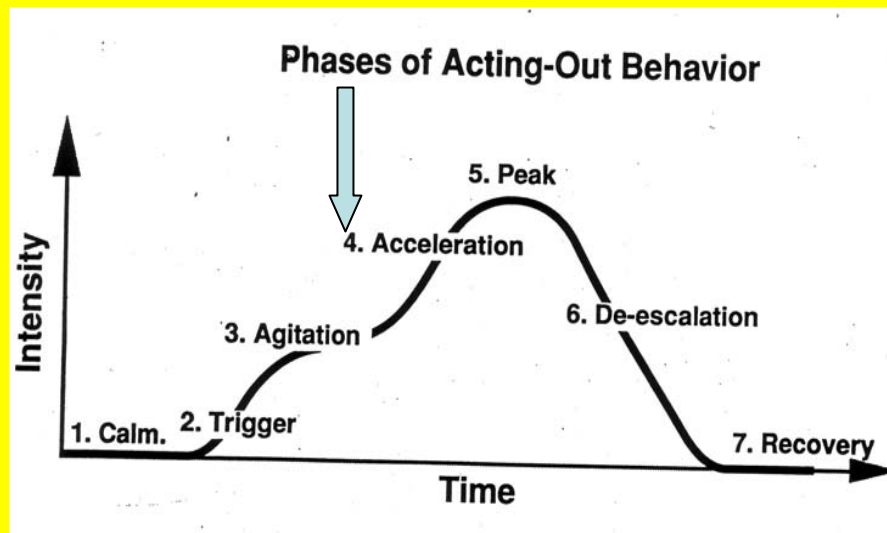 Phases of Acting-Out Behavior
5. Peak
4. Acceleration
Intensity
3. Agitation
6. De-escalation
1. Calm.
2. Trigger
7. Recovery
Time